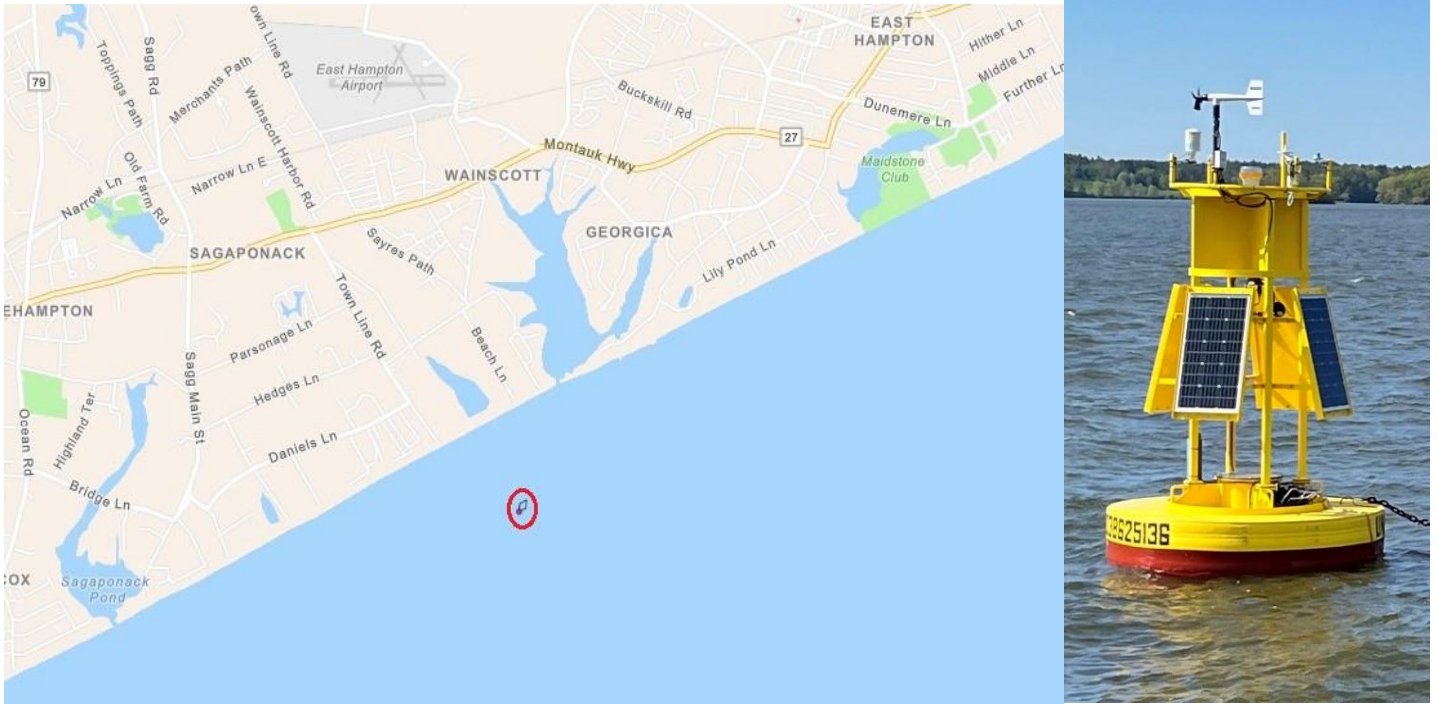 EAST
HAMPTON
Hither Ln
Middle Ln
Further Ln
own Line Rd
Sagg Rd
Toppings Path
Merchants Path
79
East Hampton
Airport
Buckskill Rd
Dunemere Ln
27
Wainscott Harbor Rd
Montauk Hwy
Maidstone
Club
Old Farm Rd
Narrow Ln E
WAINSCOTT
Narrow Ln
GEORGICA
Sayres Path
SAGAPONACK
Lily Pond Ln
Town Line Rd
EHAMPTON
Parsonage Ln
Beach Ln
Sagg Main St
Hedges Ln
Highland Ter
Ocean Rd
Daniels Ln
Bridge Ln
COX
Sagaponack
Pond
38625136